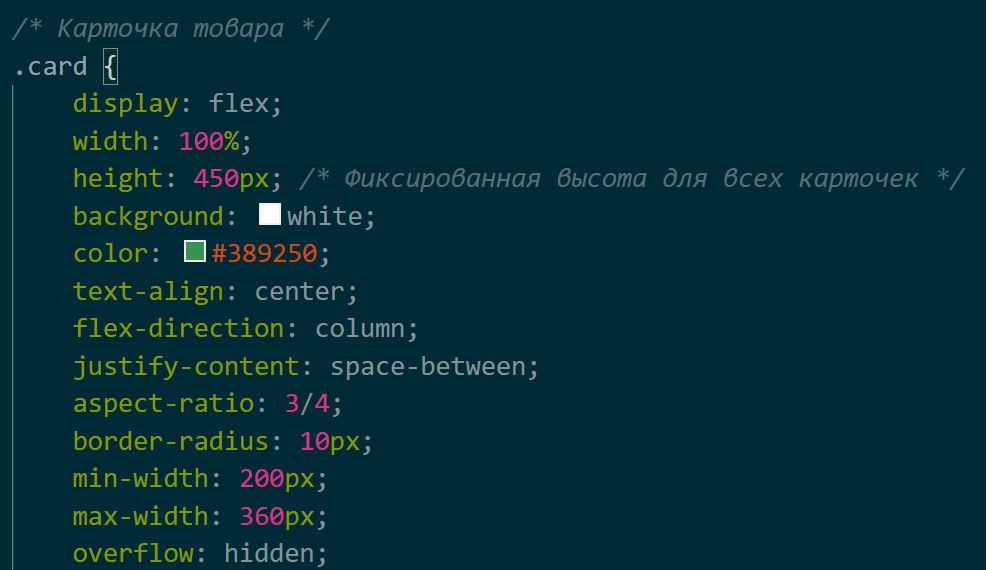 /* Карточка товара */
.card {
    display: flex;
    width: 100%;
    height: 450px; /* Фиксированная высота для всех карточек */
    background: white;
    color: #389250;
    text-align: center;
    flex-direction: column;
    justify-content: space-between;
    aspect-ratio: 3/4;
    border-radius: 10px;
    min-width: 200px;
    max-width: 360px;
    overflow: hidden;